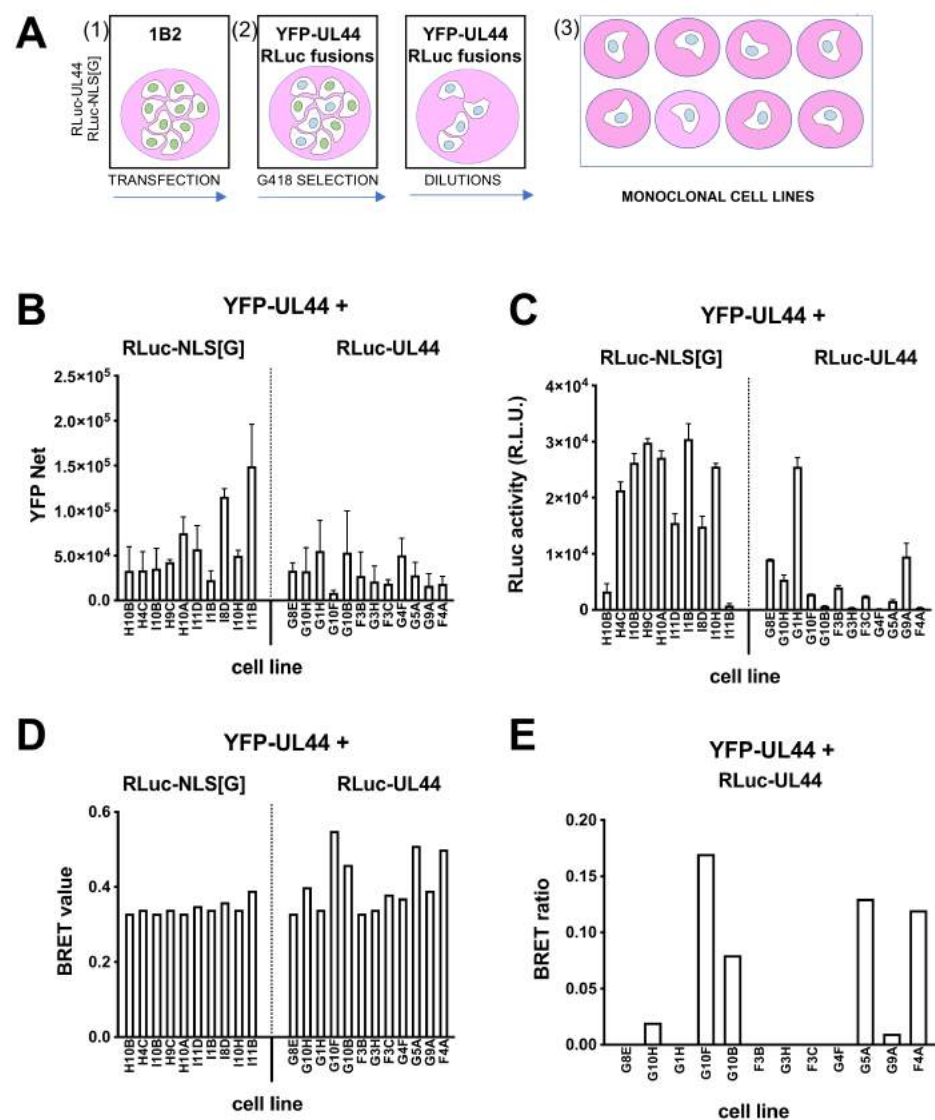 A
(1)
1B2
(2)
YFP-UL44
RLuc fusions
YFP-UL44
RLuc fusions
(3)
RLuc-UL44
RLuc-NLS[G]
TRANSFECTION
G418 SELECTION
DILUTIONS
MONOCLONAL CELL LINES
B
YFP-UL44 +
RLuc-NLS[G]
RLuc-UL44
2.5×10⁵
2.0×10⁵
1.5×10⁵
1.0×10⁵
5.0×10⁴
0.0
YFP Net
H10B
H4C
I10B
H9C
H10A
I11D
I1B
I8D
I10H
I11B
G8E
G10H
G1H
G10F
G10B
F3B
G3H
F3C
G4F
G5A
G9A
F4A
cell line
C
YFP-UL44 +
RLuc-NLS[G]
RLuc-UL44
4×10⁴
3×10⁴
2×10⁴
1×10⁴
0
RLuc activity (R.L.U.)
H10B
H4C
I10B
H9C
H10A
I11D
I1B
I8D
I10H
I11B
G8E
G10H
G1H
G10F
G10B
F3B
G3H
F3C
G4F
G5A
G9A
F4A
cell line
D
YFP-UL44 +
RLuc-NLS[G]
RLuc-UL44
0.6
0.4
0.2
0.0
BRET value
H10B
H4C
I10B
H9C
H10A
I11D
I1B
I8D
I10H
I11B
G8E
G10H
G1H
G10F
G10B
F3B
G3H
F3C
G4F
G5A
G9A
F4A
cell line
E
YFP-UL44 +
RLuc-UL44
0.20
0.15
0.10
0.05
0.00
BRET ratio
G8E
G10H
G1H
G10F
G10B
F3B
G3H
F3C
G4F
G5A
G9A
F4A
cell line